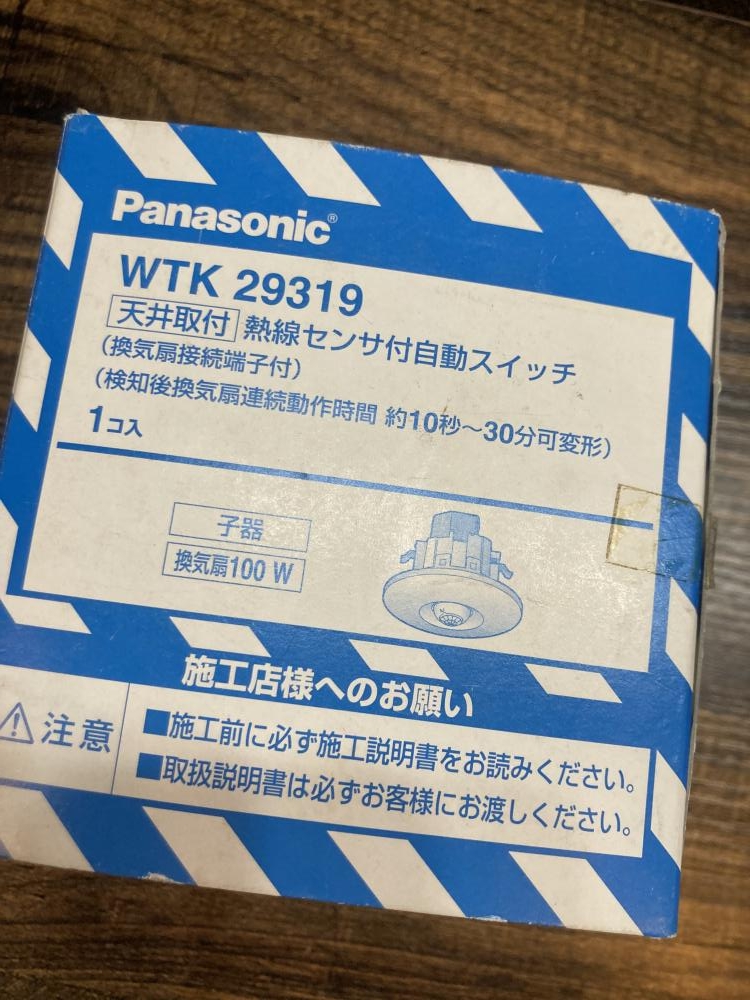 Panasonic®
WTK 29319
天井取付 熱線センサ付自動スイッチ
(換気扇接続端子付)
(検知後換気扇連続動作時間 約10秒～30分可変形)
1コ入
子器
換気扇100 W
施工店様へのお願い
⚠注意
■施工前に必ず施工説明書をお読みください。
■取扱説明書は必ずお客様にお渡しください。